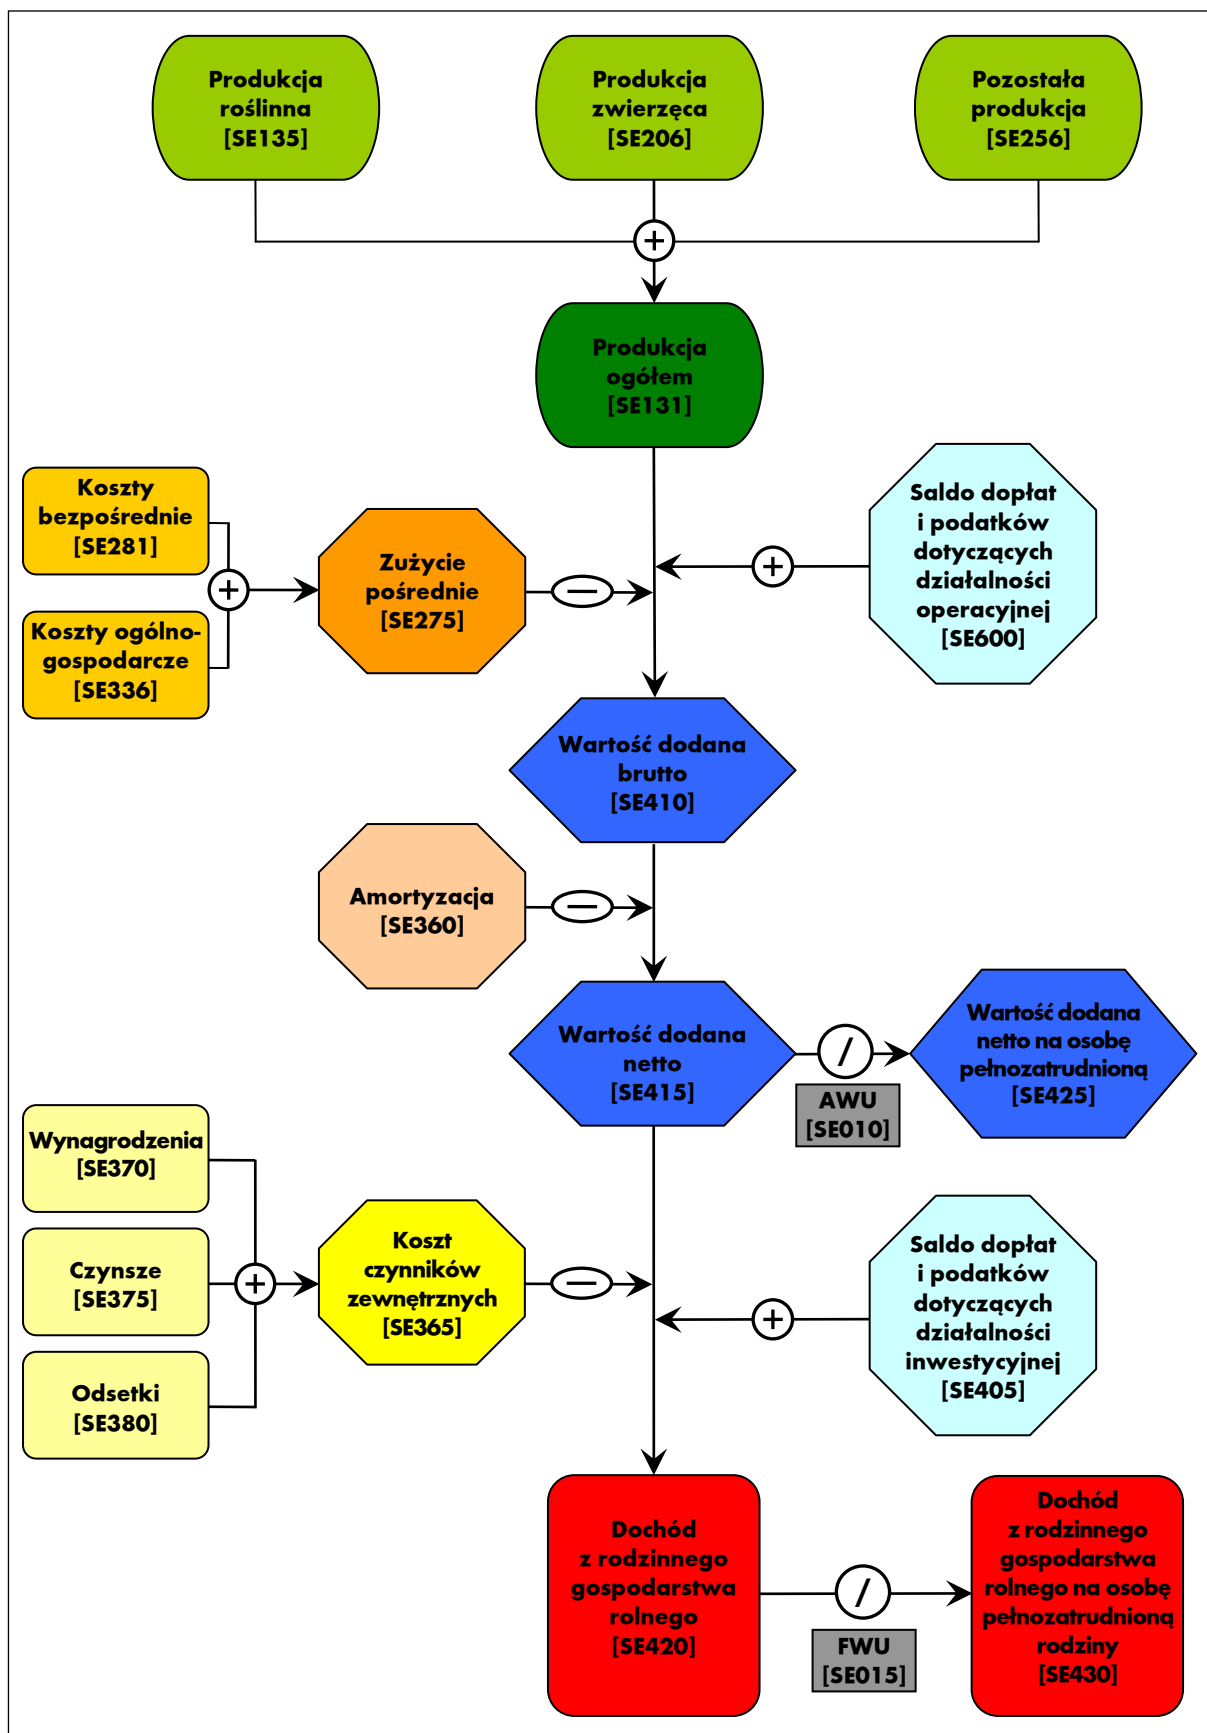 Produkcja
roślinna
[SE135]
Produkcja
zwierzęca
[SE206]
Pozostała
produkcja
[SE256]
+
Produkcja
ogółem
[SE131]
Koszty
bezpośrednie
[SE281]
+
Koszty ogólno-
gospodarcze
[SE336]
Zużycie
pośrednie
[SE275]
—
+
Saldo dopłat
i podatków
dotyczących
działalności
operacyjnej
[SE600]
Wartość dodana
brutto
[SE410]
Amortyzacja
[SE360]
—
Wartość dodana
netto
[SE415]
/
AWU
[SE010]
Wartość dodana
netto na osobę
pełnozatrudnioną
[SE425]
Wynagrodzenia
[SE370]
Czynsze
[SE375]
+
Odsetki
[SE380]
Koszt
czynników
zewnętrznych
[SE365]
—
+
Saldo dopłat
i podatków
dotyczących
działalności
inwestycyjnej
[SE405]
Dochód
z rodzinnego
gospodarstwa
rolnego
[SE420]
/
FWU
[SE015]
Dochód
z rodzinnego
gospodarstwa
rolnego na osobę
pełnozatrudnioną
rodziny
[SE430]